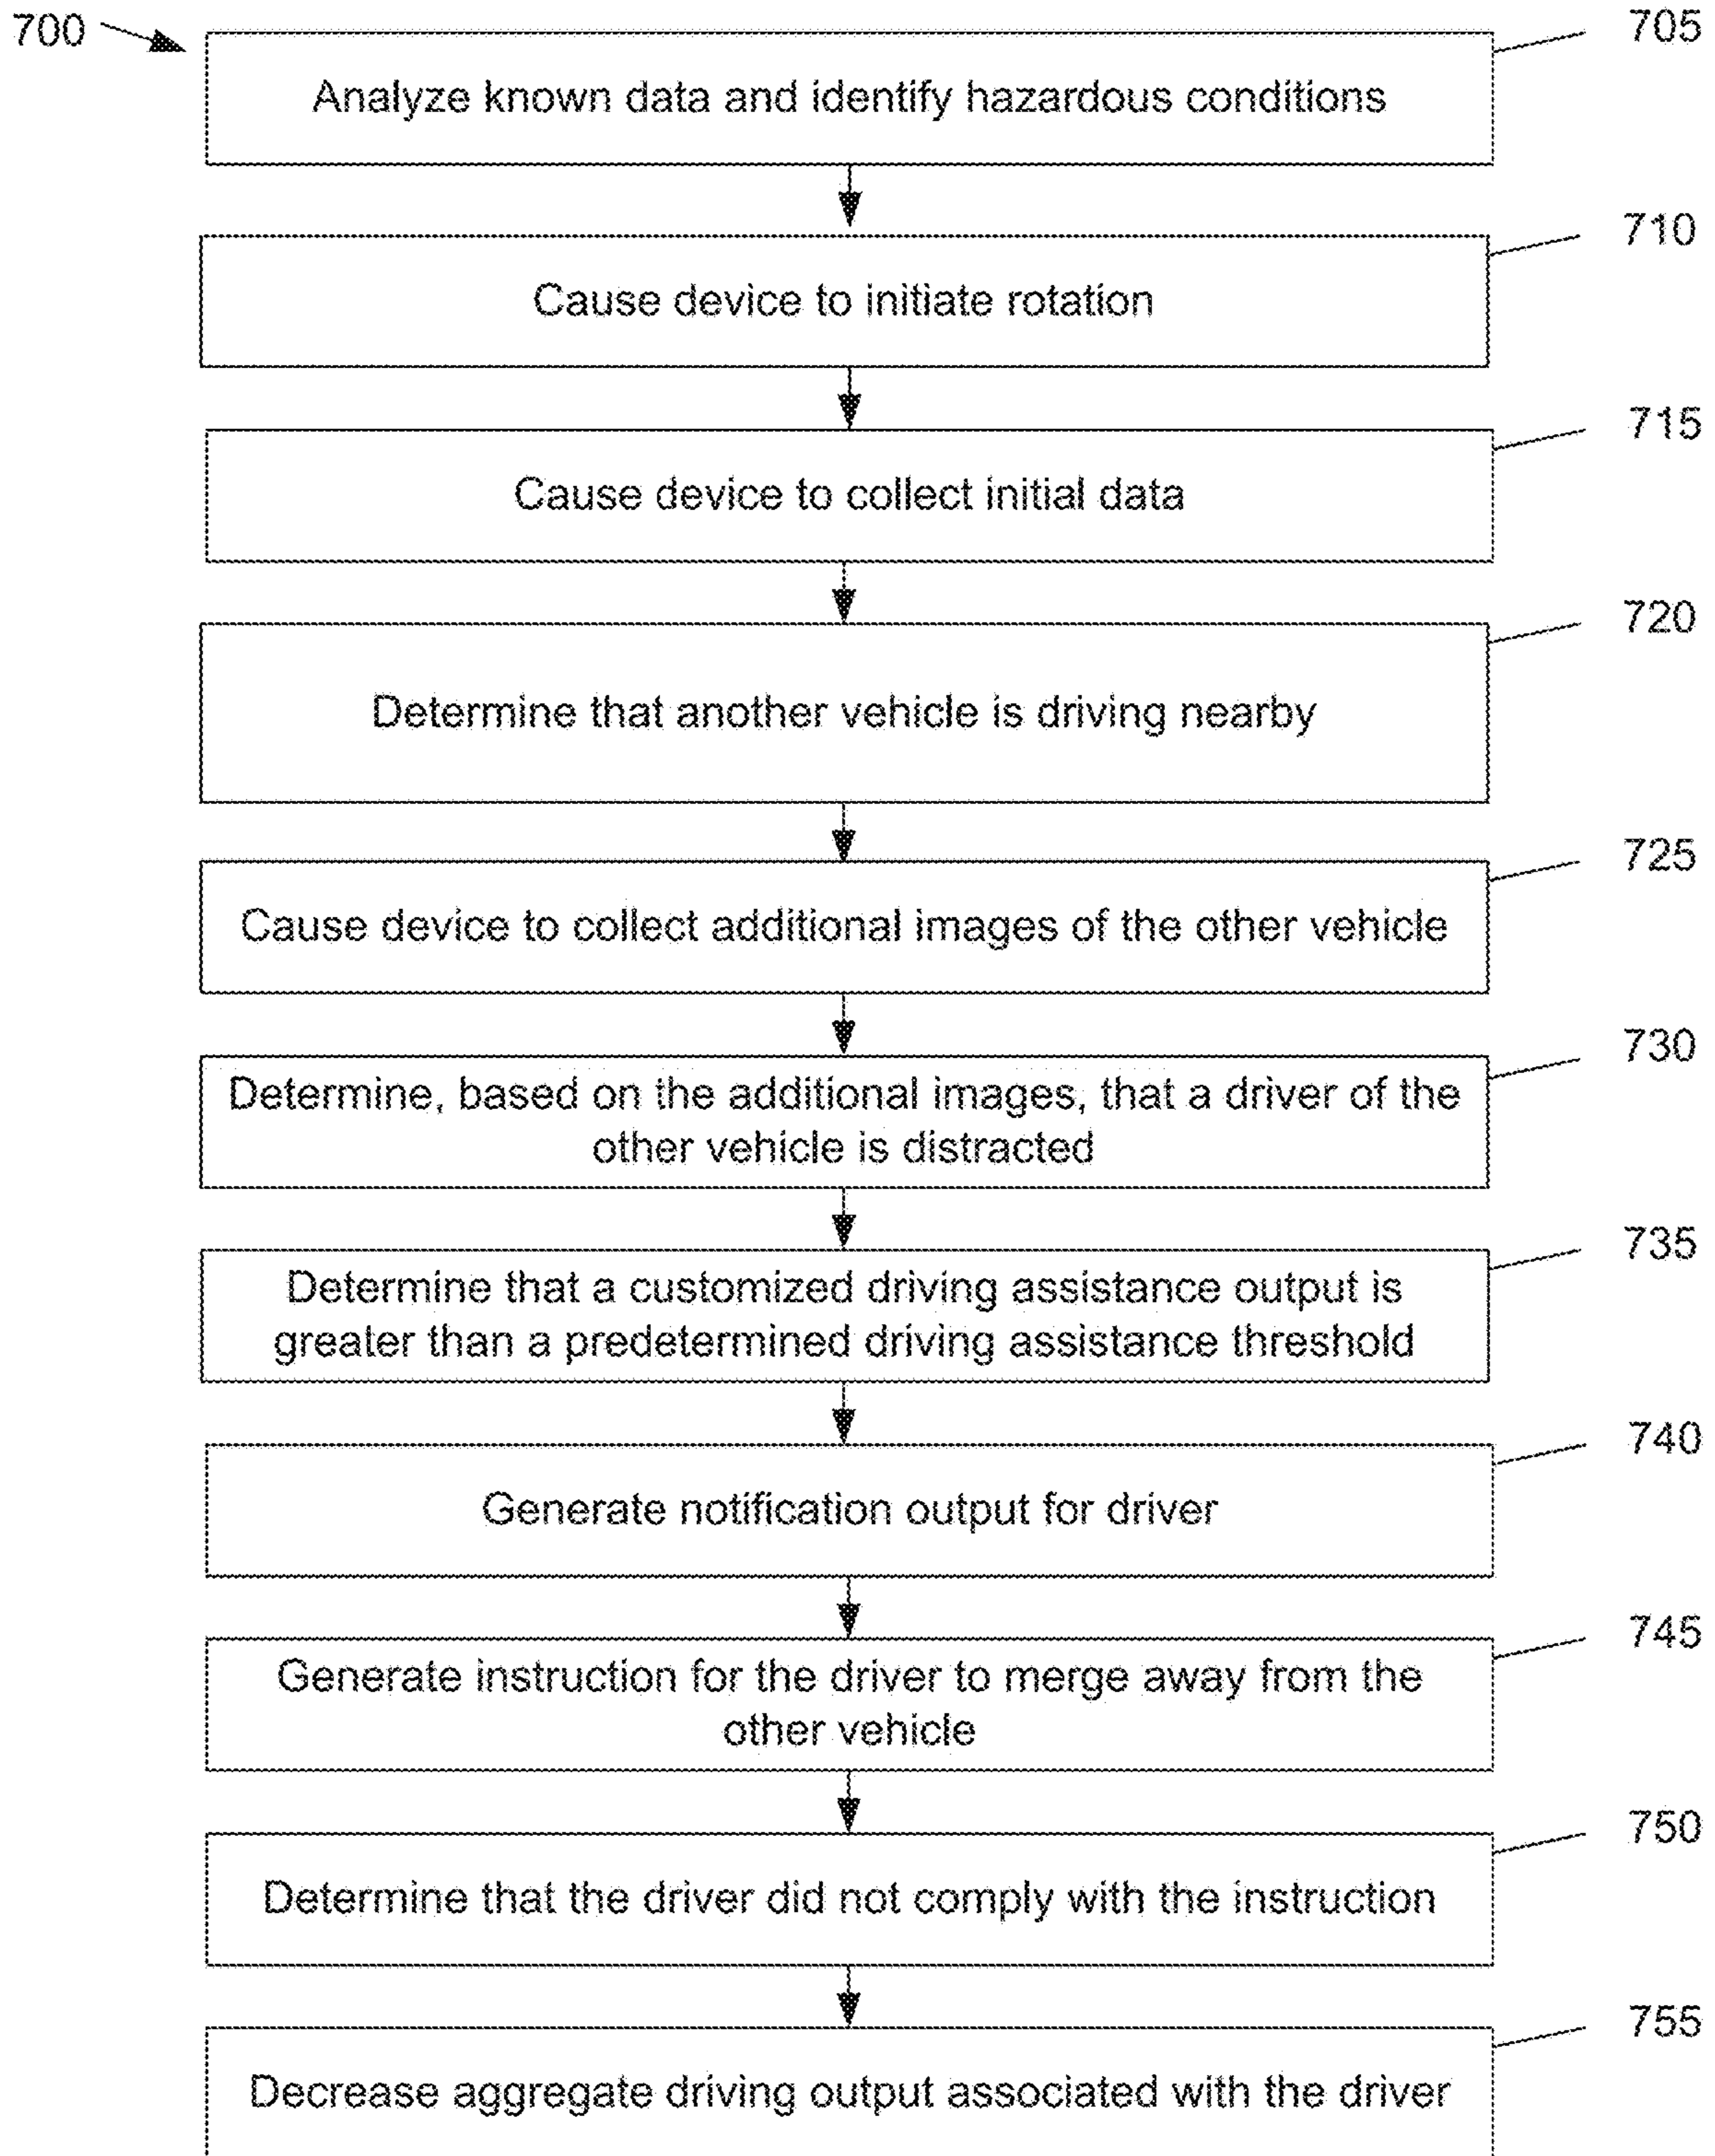 700
705
Analyze known data and identify hazardous conditions
710
Cause device to initiate rotation
715
Cause device to collect initial data
720
Determine that another vehicle is driving nearby
725
Cause device to collect additional images of the other vehicle
730
Determine, based on the additional images, that a driver of the
other vehicle is distracted
735
Determine that a customized driving assistance output is
greater than a predetermined driving assistance threshold
740
Generate notification output for driver
745
Generate instruction for the driver to merge away from the
other vehicle
750
Determine that the driver did not comply with the instruction
755
Decrease aggregate driving output associated with the driver